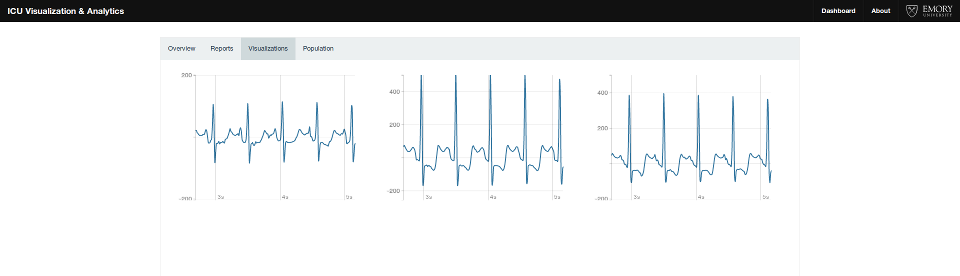 ICU Visualization & Analytics
Dashboard About EMORY
UNIVERSITY
Overview Reports Visualizations Population
200
-200
3s 4s 5s
400
200
-200
3s 4s 5s
400
200
-200
3s 4s 5s